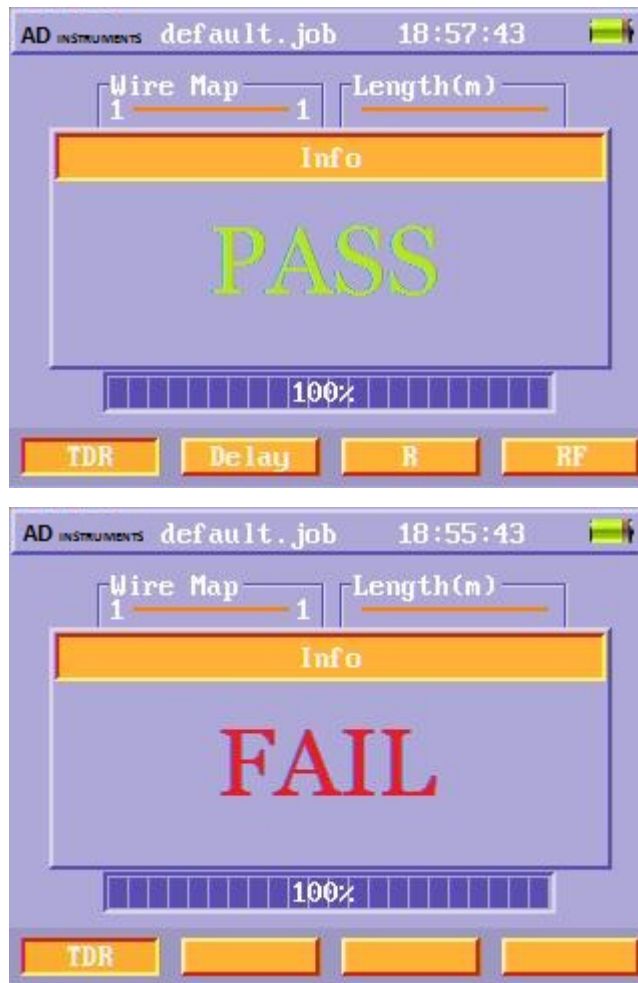 AD INSTRUMENTS default.job 18:57:43
Wire Map Length(m)
1 1
Info
PASS
100%
TDR Delay R RF
AD INSTRUMENTS default.job 18:55:43
Wire Map Length(m)
1 1
Info
FAIL
100%
TDR